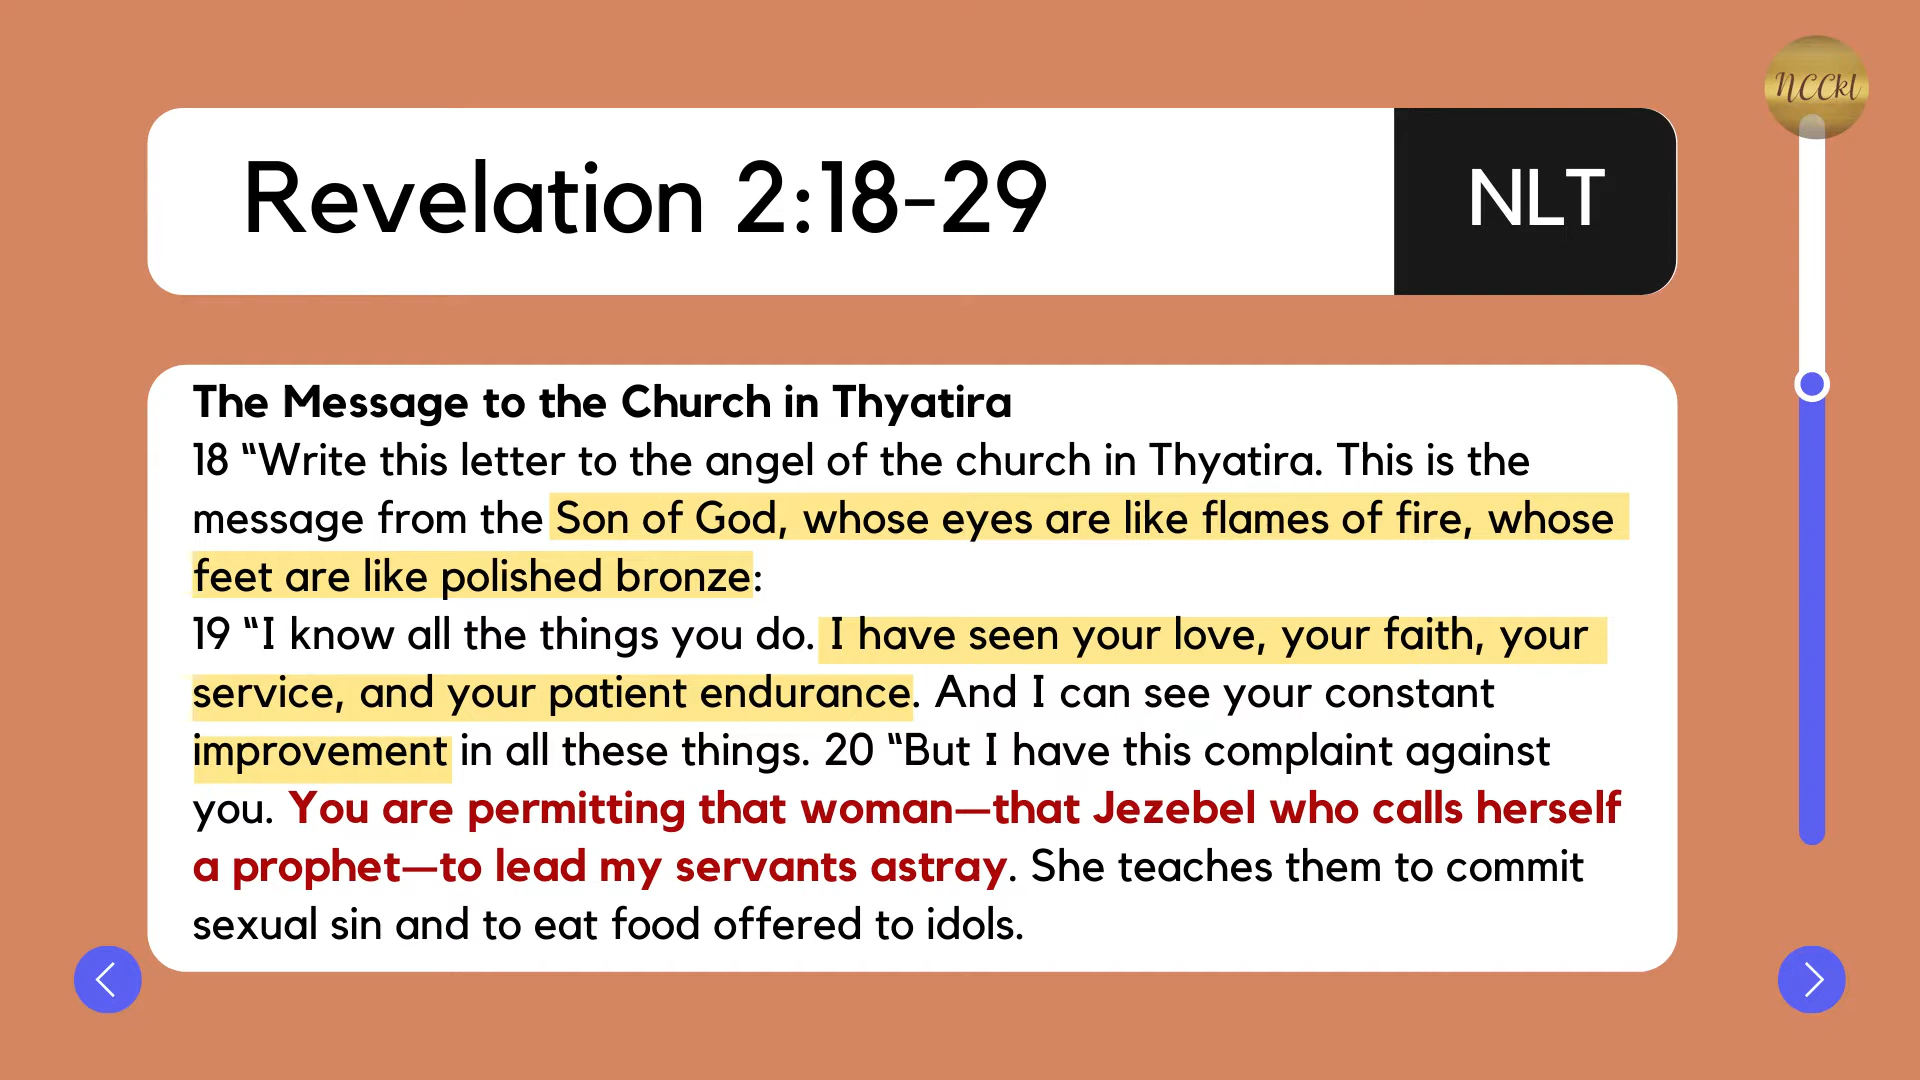 NCCkl
Revelation 2:18-29
NLT
The Message to the Church in Thyatira
18 “Write this letter to the angel of the church in Thyatira. This is the
message from the Son of God, whose eyes are like flames of fire, whose
feet are like polished bronze:
19 “I know all the things you do. I have seen your love, your faith, your
service, and your patient endurance. And I can see your constant
improvement in all these things. 20 “But I have this complaint against
you. You are permitting that woman—that Jezebel who calls herself
a prophet—to lead my servants astray. She teaches them to commit
sexual sin and to eat food offered to idols.